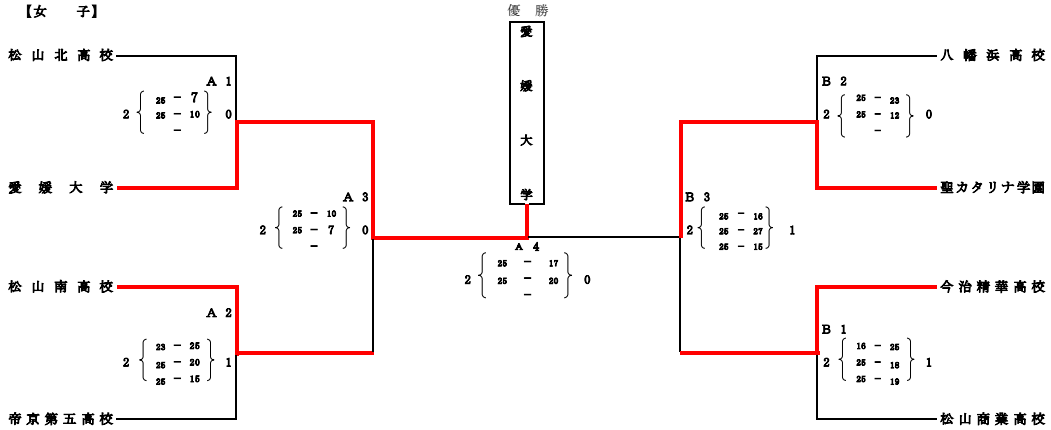 【女　　子】
優　勝
愛媛大学
松山北高校
A 1
2 25 － 7 0
25 － 10
－
愛媛大学
A 3
2 25 － 10 0
25 － 7
－
松山南高校
A 2
2 23 － 25 1
25 － 20
25 － 15
帝京第五高校
A 4
2 25 － 17 0
25 － 20
－
八幡浜高校
B 2
2 25 － 23 0
25 － 12
－
聖カタリナ学園
B 3
2 25 － 16 1
25 － 27
25 － 15
今治精華高校
B 1
2 16 － 25 1
25 － 18
25 － 19
松山商業高校